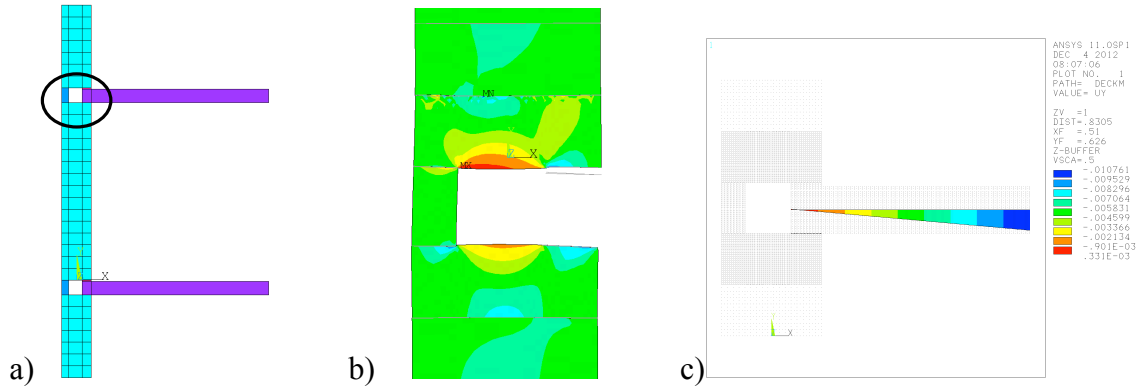 a)
X
b)
MN
Z X
MX
c)
1
X
ANSYS 11.0SP1
DEC 4 2012
08:07:06
PLOT NO. 1
PATH= DECKM
VALUE= UY
ZV =1
DIST=.8305
XF =.51
YF =.626
Z-BUFFER
VSCA=.5
-.010761
-.009529
-.008296
-.007064
-.005831
-.004599
-.003366
-.002134
-.901E-03
.331E-03